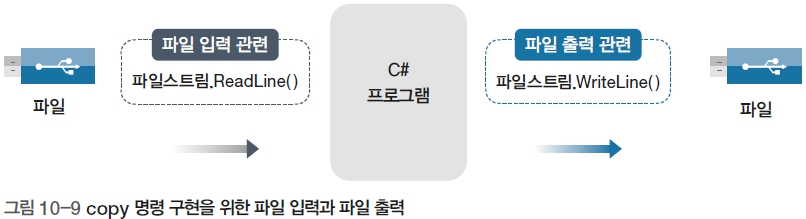 파일 입력 관련
파일스트림.ReadLine()
파일
C#
프로그램
파일 출력 관련
파일스트림.WriteLine()
파일
그림 10-9 copy 명령 구현을 위한 파일 입력과 파일 출력